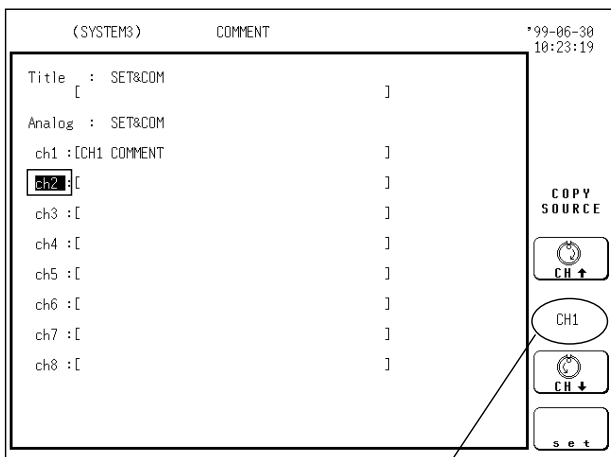 (SYSTEM3) COMMENT '99-06-30
10:23:19
Title : SET&COM
[ ]
Analog : SET&COM
ch1 :[CH1 COMMENT ]
ch2 :[ ]
ch3 :[ ]
ch4 :[ ]
ch5 :[ ]
ch6 :[ ]
ch7 :[ ]
ch8 :[ ]
COPY
SOURCE
CH ↑
CH1
CH ↓
set